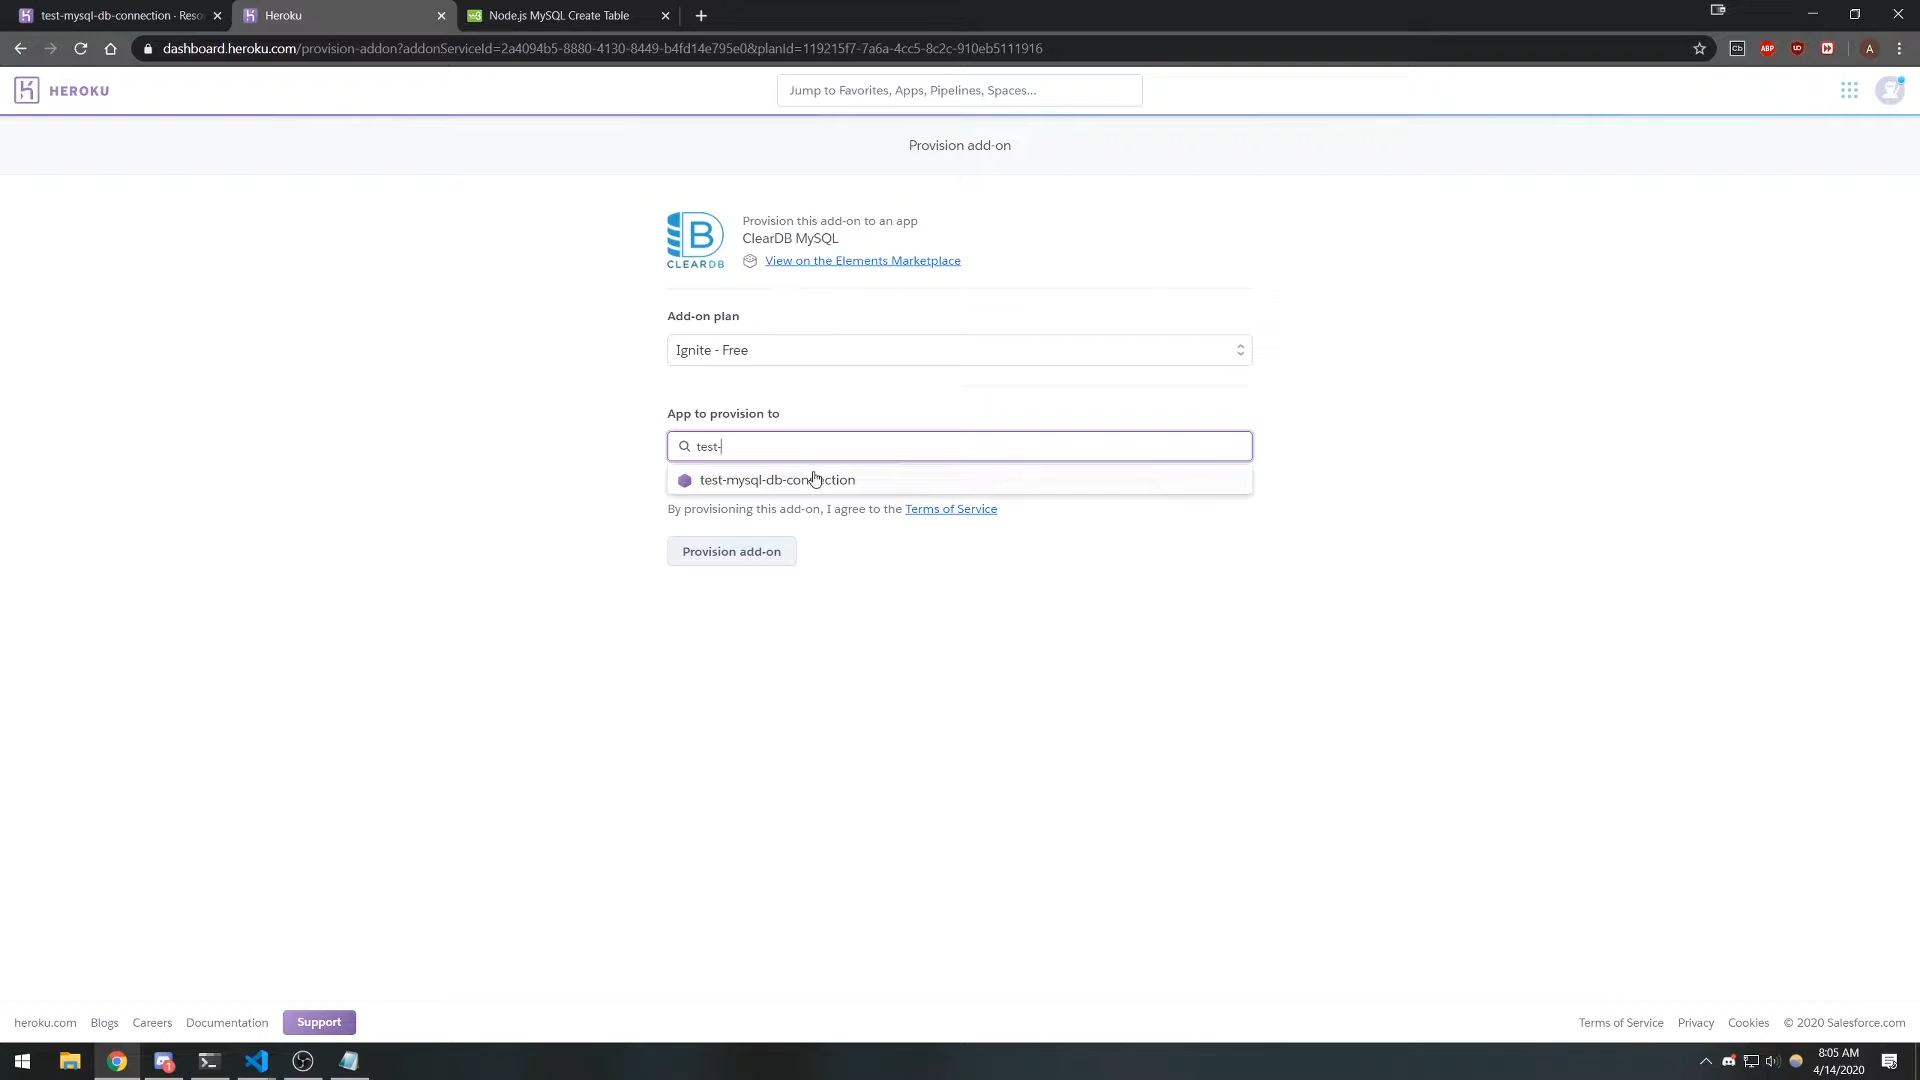 test-mysql-db-connection · Reso
Heroku
Node.js MySQL Create Table
dashboard.heroku.com/provision-addon?addonServiceId=2a4094b5-8880-4130-8449-b4fd14e795e0&planId=119215f7-7a6a-4cc5-8c2c-910eb5111916
Cb
ABP
UO
A
HEROKU
Jump to Favorites, Apps, Pipelines, Spaces...
Provision add-on
CLEARDB
Provision this add-on to an app
ClearDB MySQL
View on the Elements Marketplace
Add-on plan
Ignite - Free
App to provision to
test-
test-mysql-db-connection
By provisioning this add-on, I agree to the Terms of Service
Provision add-on
heroku.com Blogs Careers Documentation Support
Terms of Service Privacy Cookies © 2020 Salesforce.com
1
8:05 AM
4/14/2020